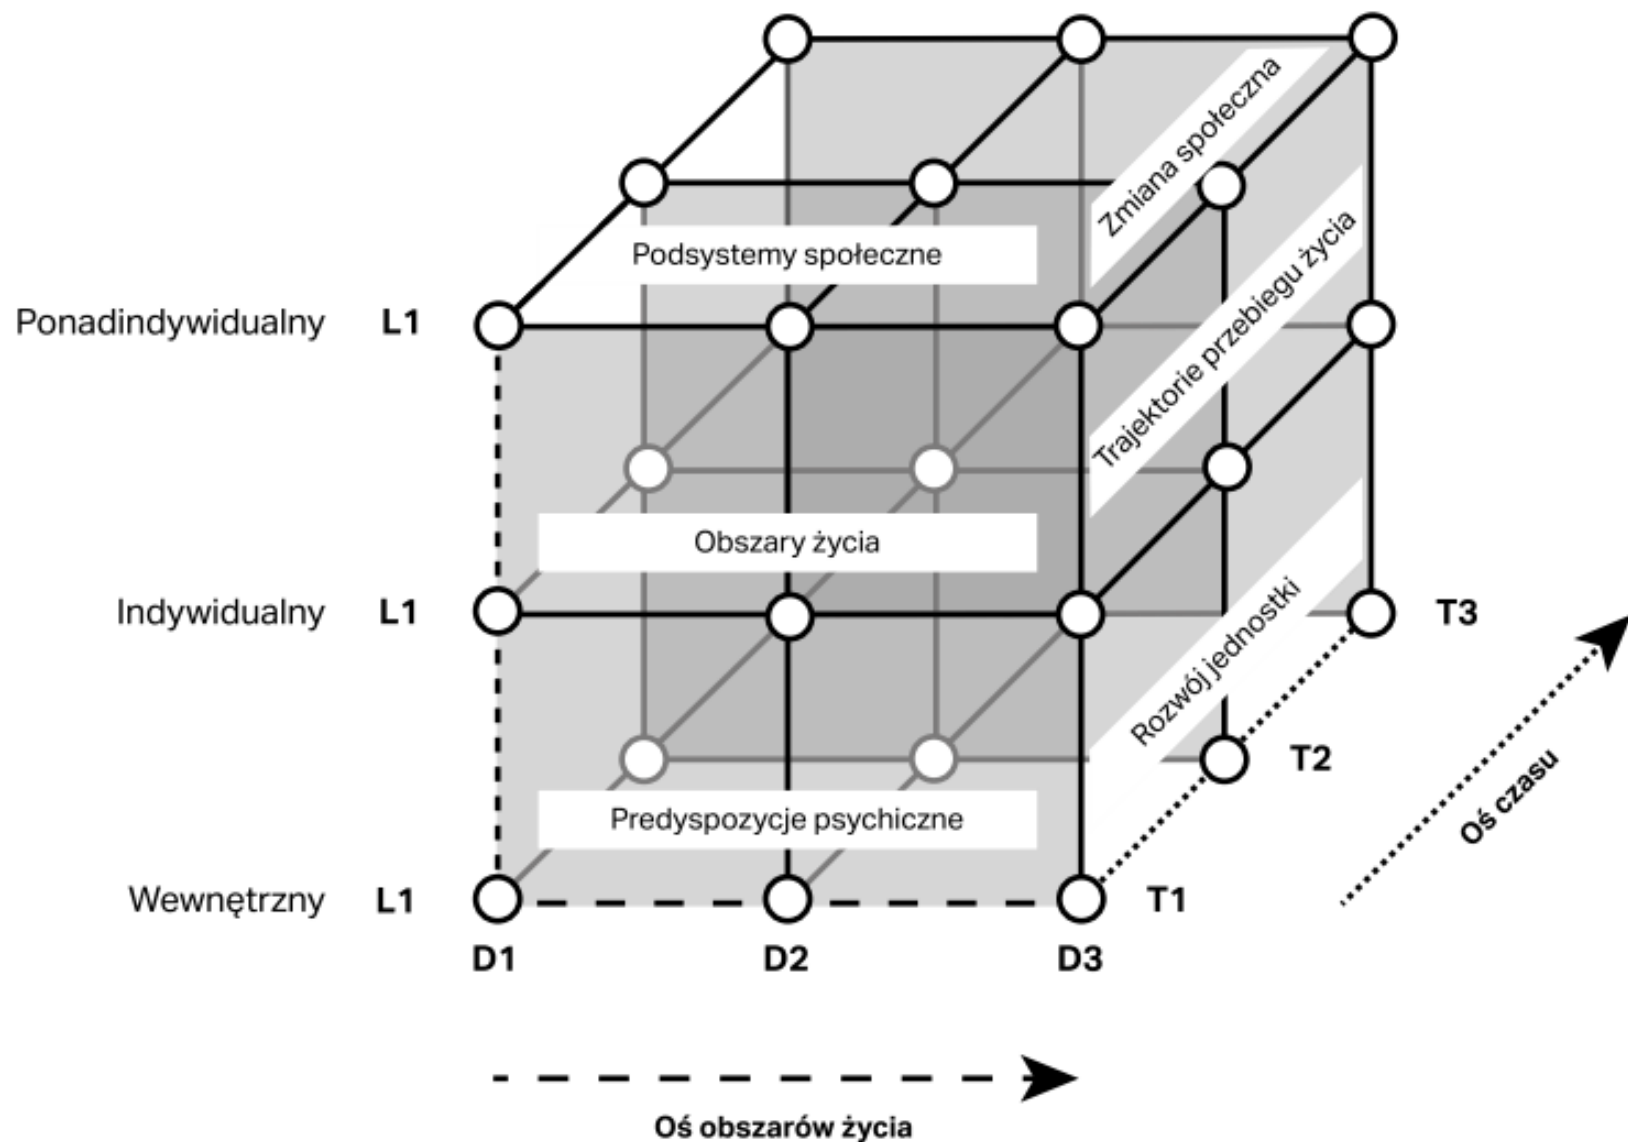 Zmiana społeczna
Podsystemy społeczne
Ponadindywidualny L1
Trajektorie przebiegu życia
Obszary życia
Indywidualny L1
T3
Rozwój jednostki
T2
Oś czasu
Predyspozycje psychiczne
Wewnętrzny L1
T1
D1 D2 D3
Oś obszarów życia